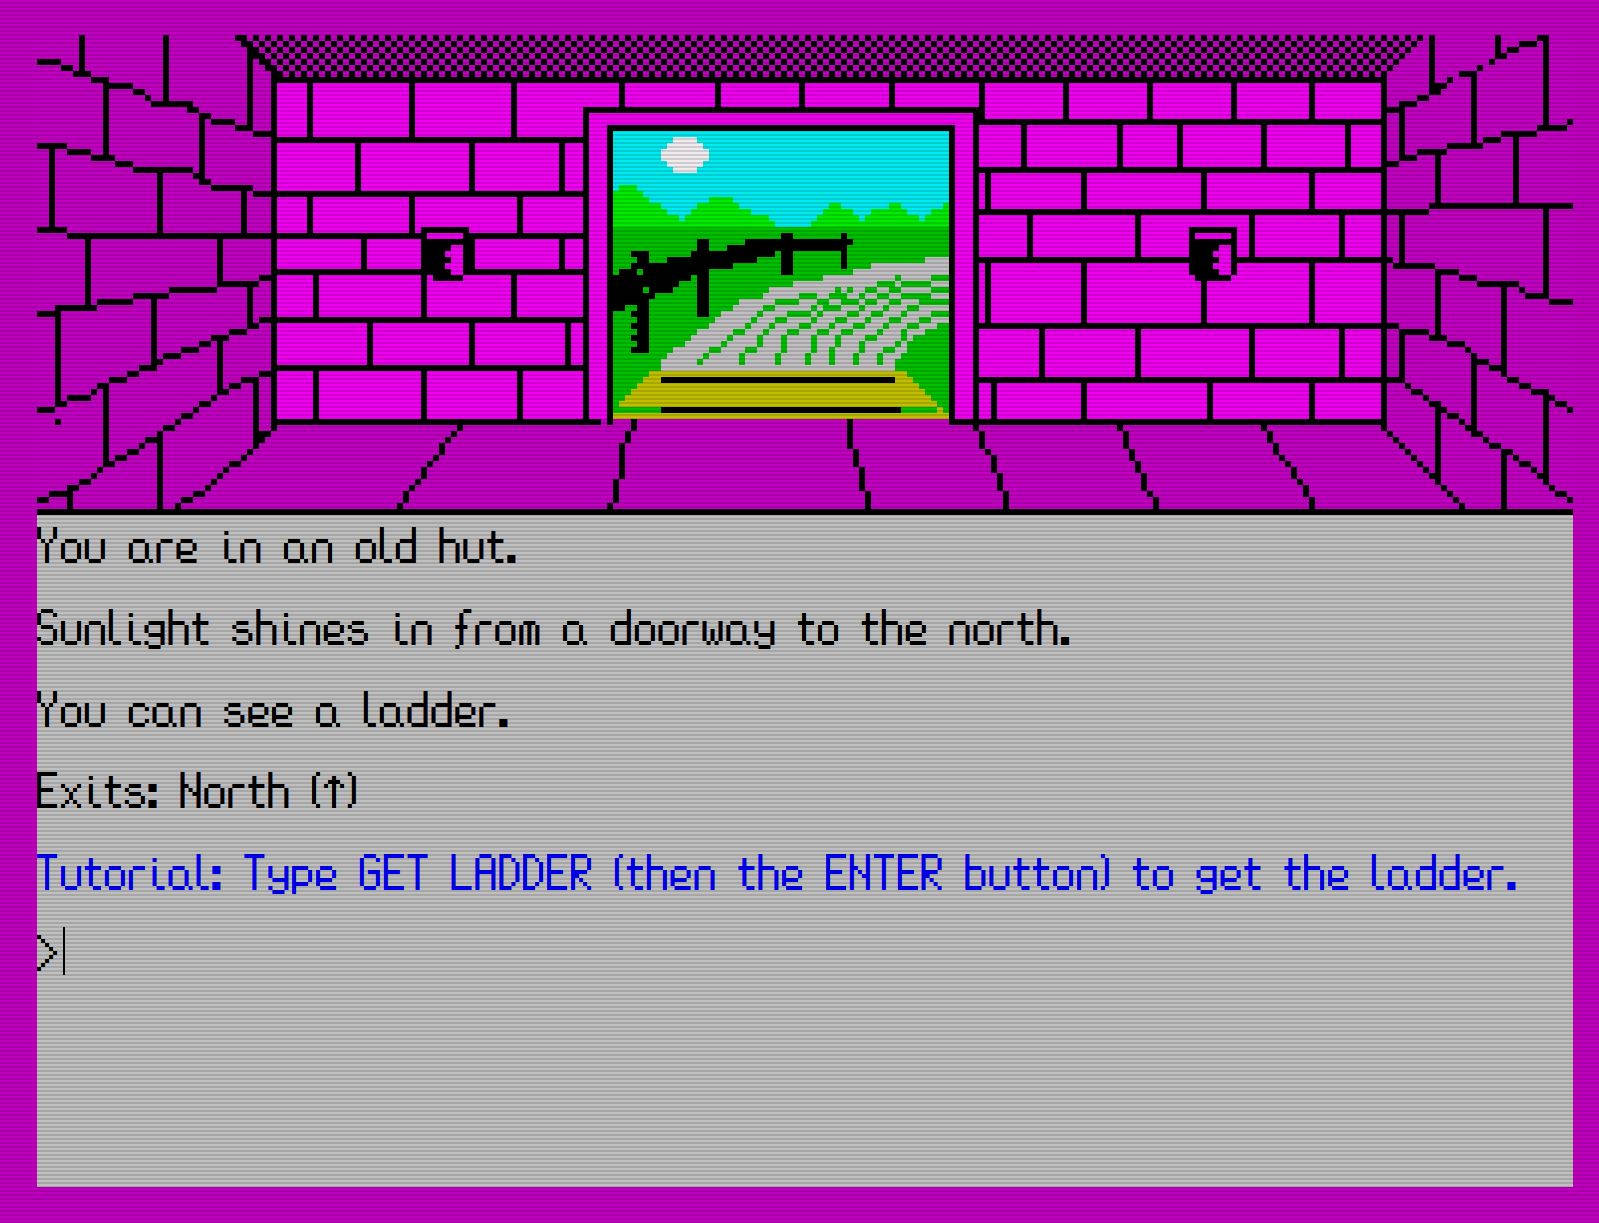 You are in an old hut.
Sunlight shines in from a doorway to the north.
You can see a ladder.
Exits: North (↑)
Tutorial: Type GET LADDER (then the ENTER button) to get the ladder.
>